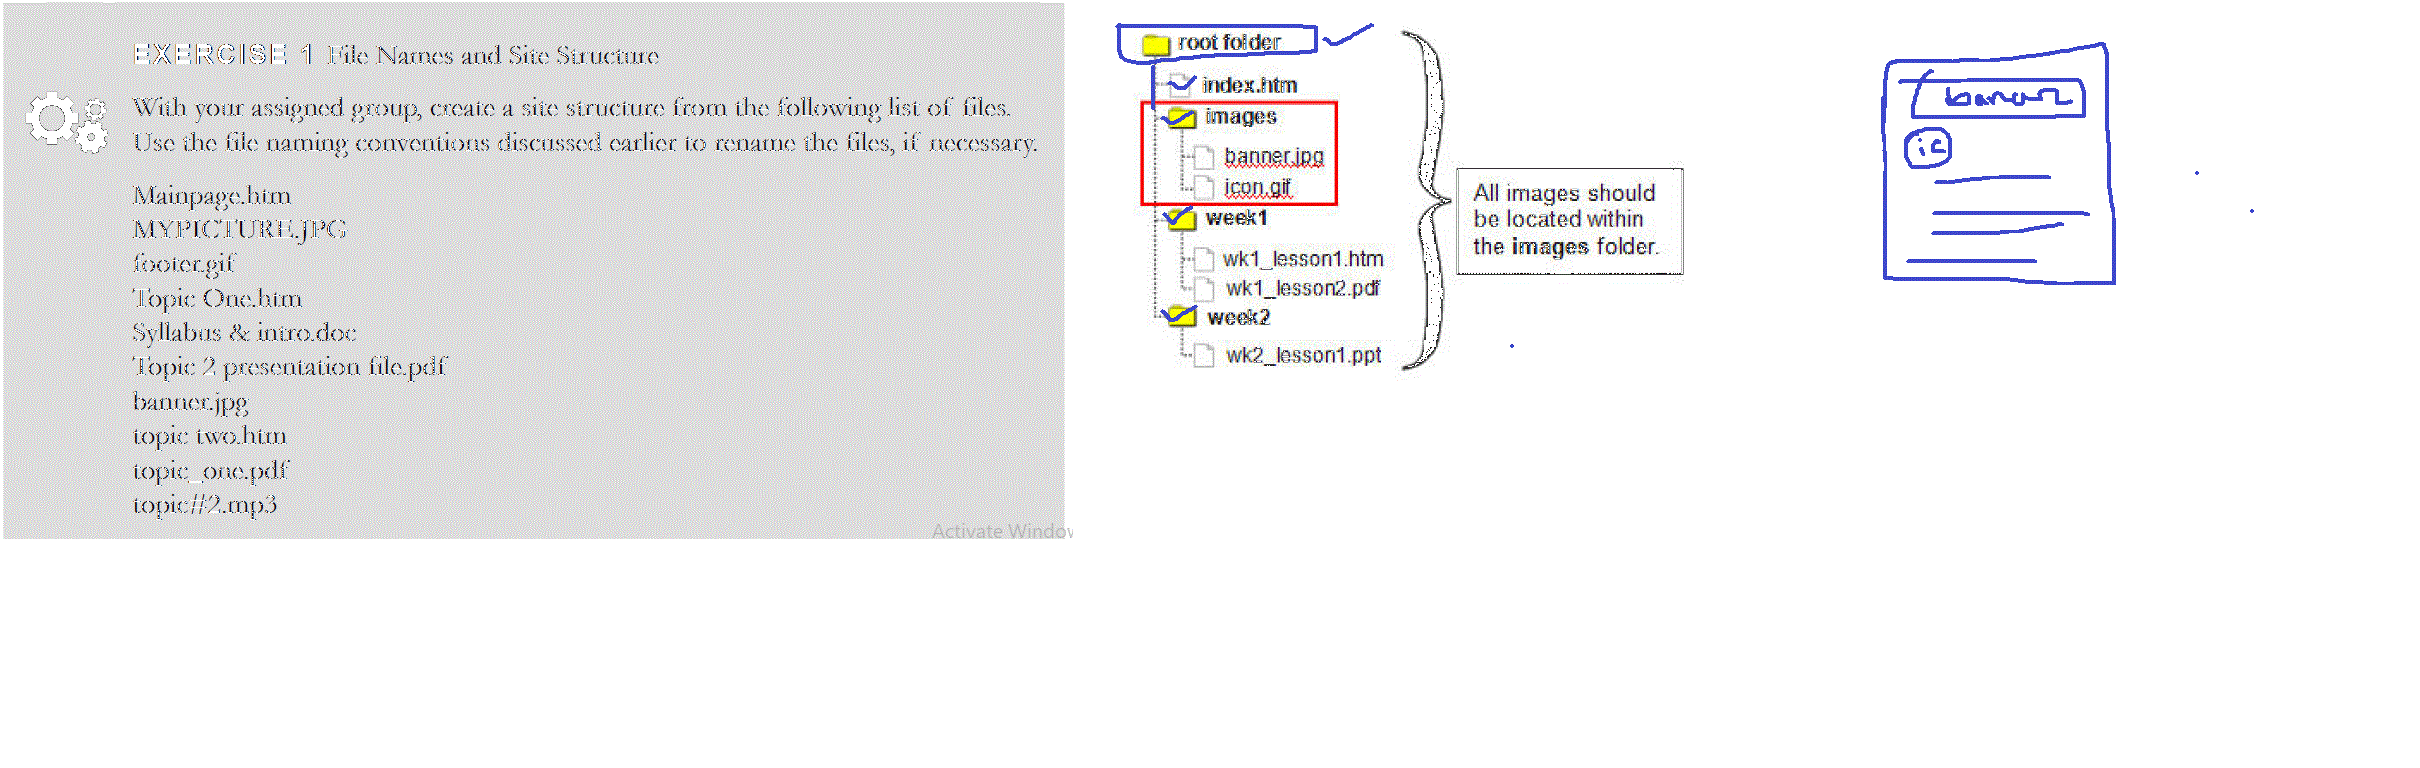 EXERCISE 1 File Names and Site Structure
With your assigned group, create a site structure from the following list of files.
Use the file naming conventions discussed earlier to rename the files, if necessary.
Mainpage.htm
MYPICTURE.JPG
footer.gif
Topic One.htm
Syllabus & intro.doc
Topic 2 presentation file.pdf
banner.jpg
topic two.htm
topic_one.pdf
topic#2.mp3
Activate Window
root folder
index.htm
images
banner.jpg
icon.gif
week1
wk1_lesson1.htm
wk1_lesson2.pdf
week2
wk2_lesson1.ppt
All images should
be located within
the images folder.
ic